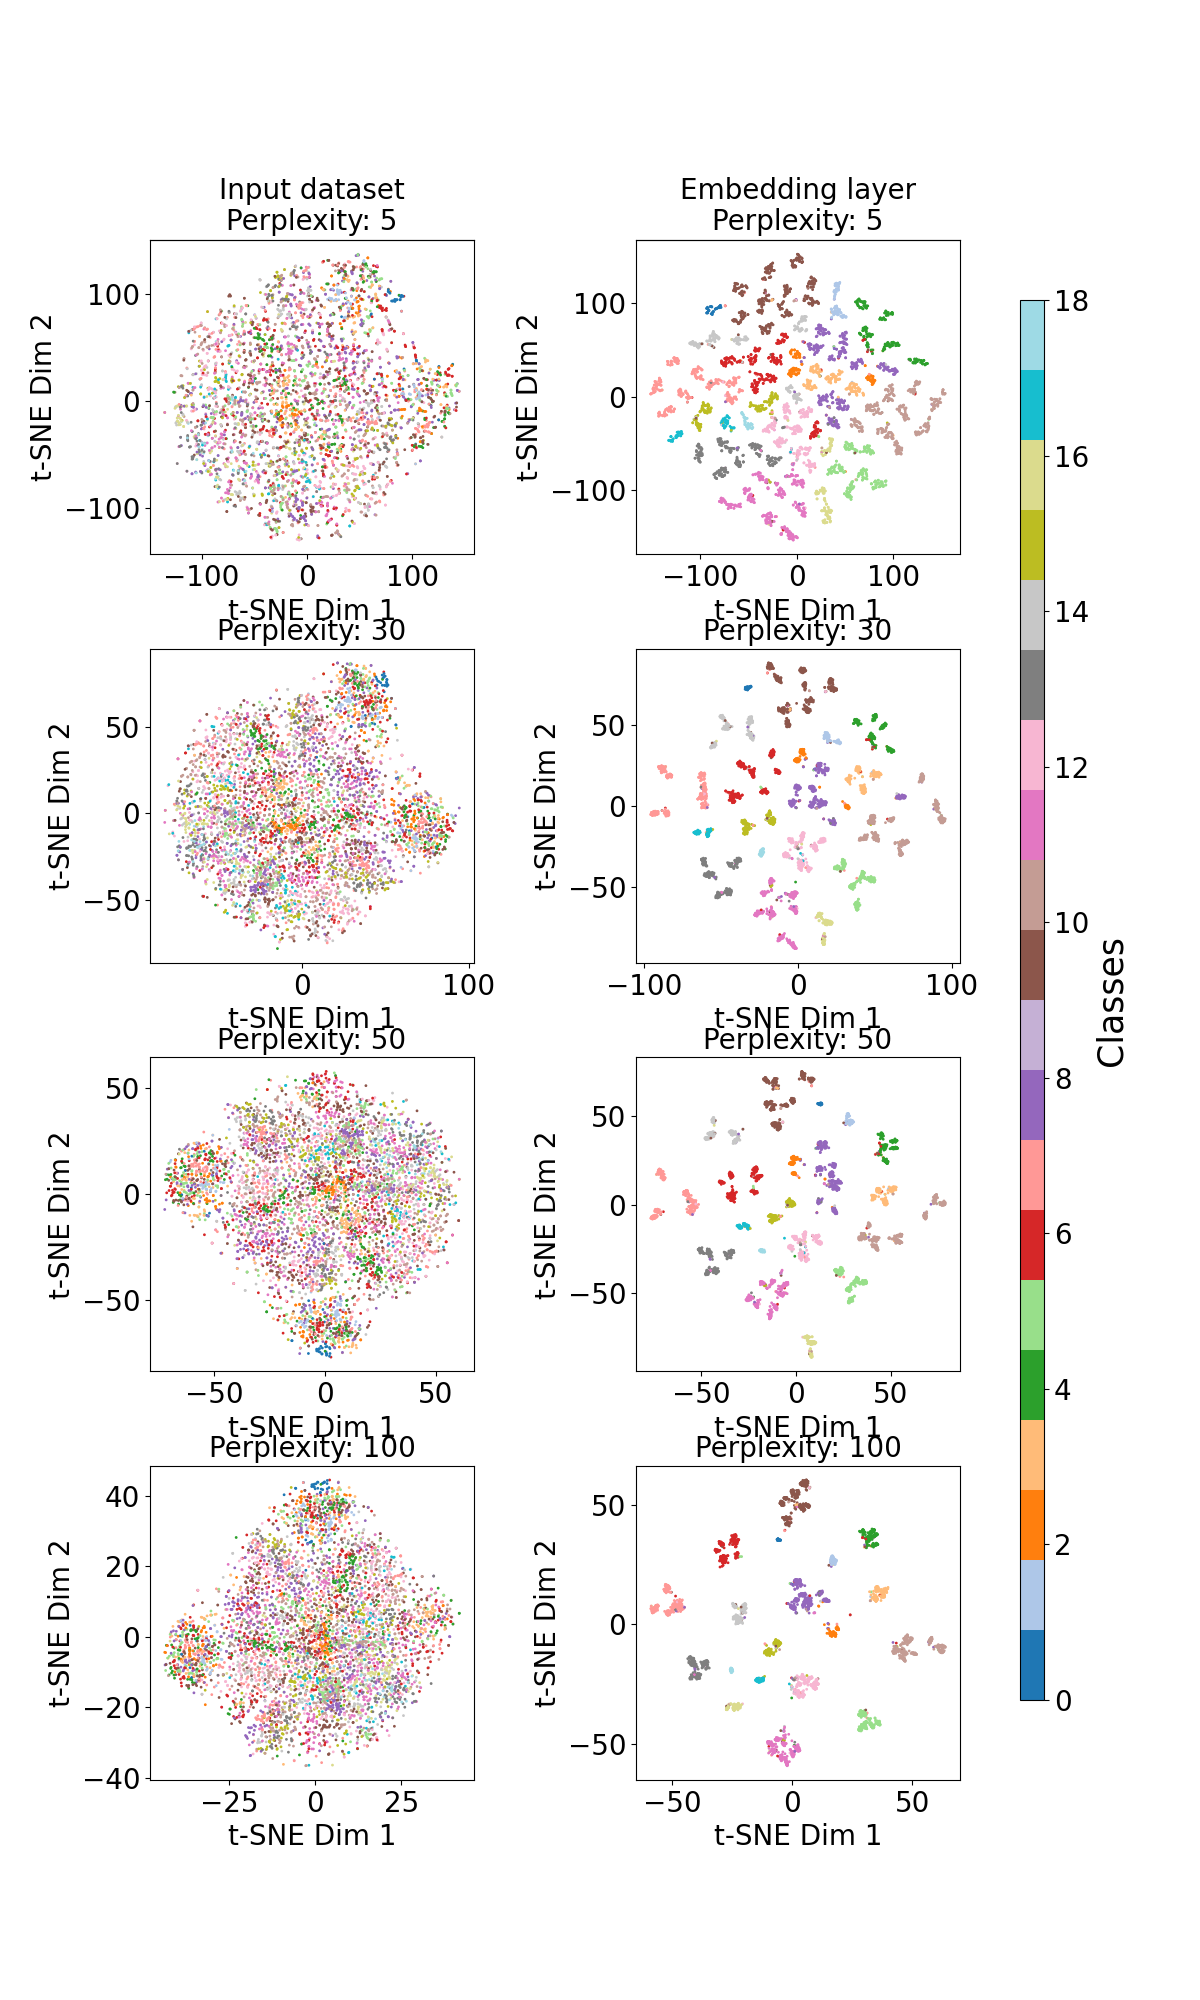 Input dataset
Perplexity: 5
Embedding layer
Perplexity: 5
t-SNE Dim 2
100
0
−100
−100 0 100
t-SNE Dim 1
t-SNE Dim 2
100
0
−100
−100 0 100
t-SNE Dim 1
Perplexity: 30
t-SNE Dim 2
50
0
−50
0 100
t-SNE Dim 1
Perplexity: 30
t-SNE Dim 2
50
0
−50
−100 0 100
t-SNE Dim 1
Perplexity: 50
t-SNE Dim 2
50
0
−50
−50 0 50
t-SNE Dim 1
Perplexity: 50
t-SNE Dim 2
50
0
−50
−50 0 50
t-SNE Dim 1
Perplexity: 100
t-SNE Dim 2
40
20
0
−20
−40
−25 0 25
t-SNE Dim 1
Perplexity: 100
t-SNE Dim 2
50
0
−50
−50 0 50
t-SNE Dim 1
18
16
14
12
10
8
6
4
2
0
Classes